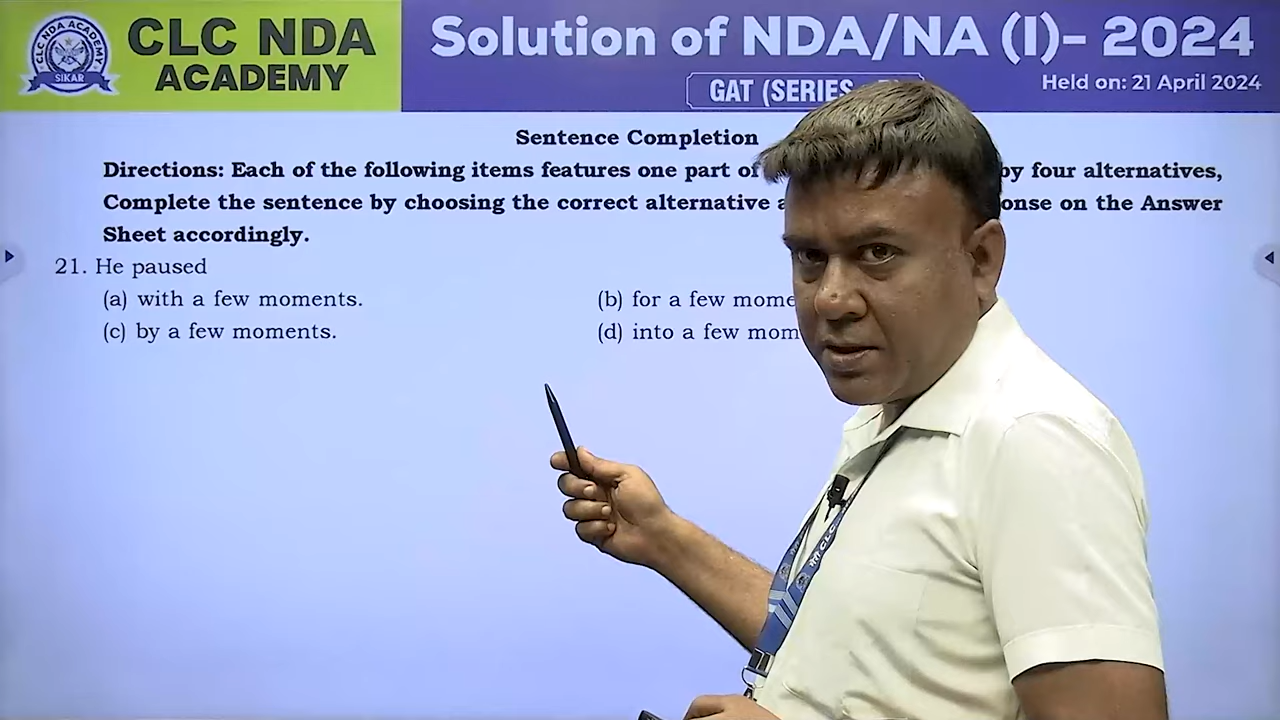 CLC NDA ACADEMY
SIKAR
CLC NDA
ACADEMY
Solution of NDA/NA (I)- 2024
GAT (SERIES
Held on: 21 April 2024
Sentence Completion
Directions: Each of the following items features one part of by four alternatives,
Complete the sentence by choosing the correct alternative on the Answer
Sheet accordingly.
21. He paused
(a) with a few moments.
(b) for a few
(c) by a few moments.
(d) into a few
CLC